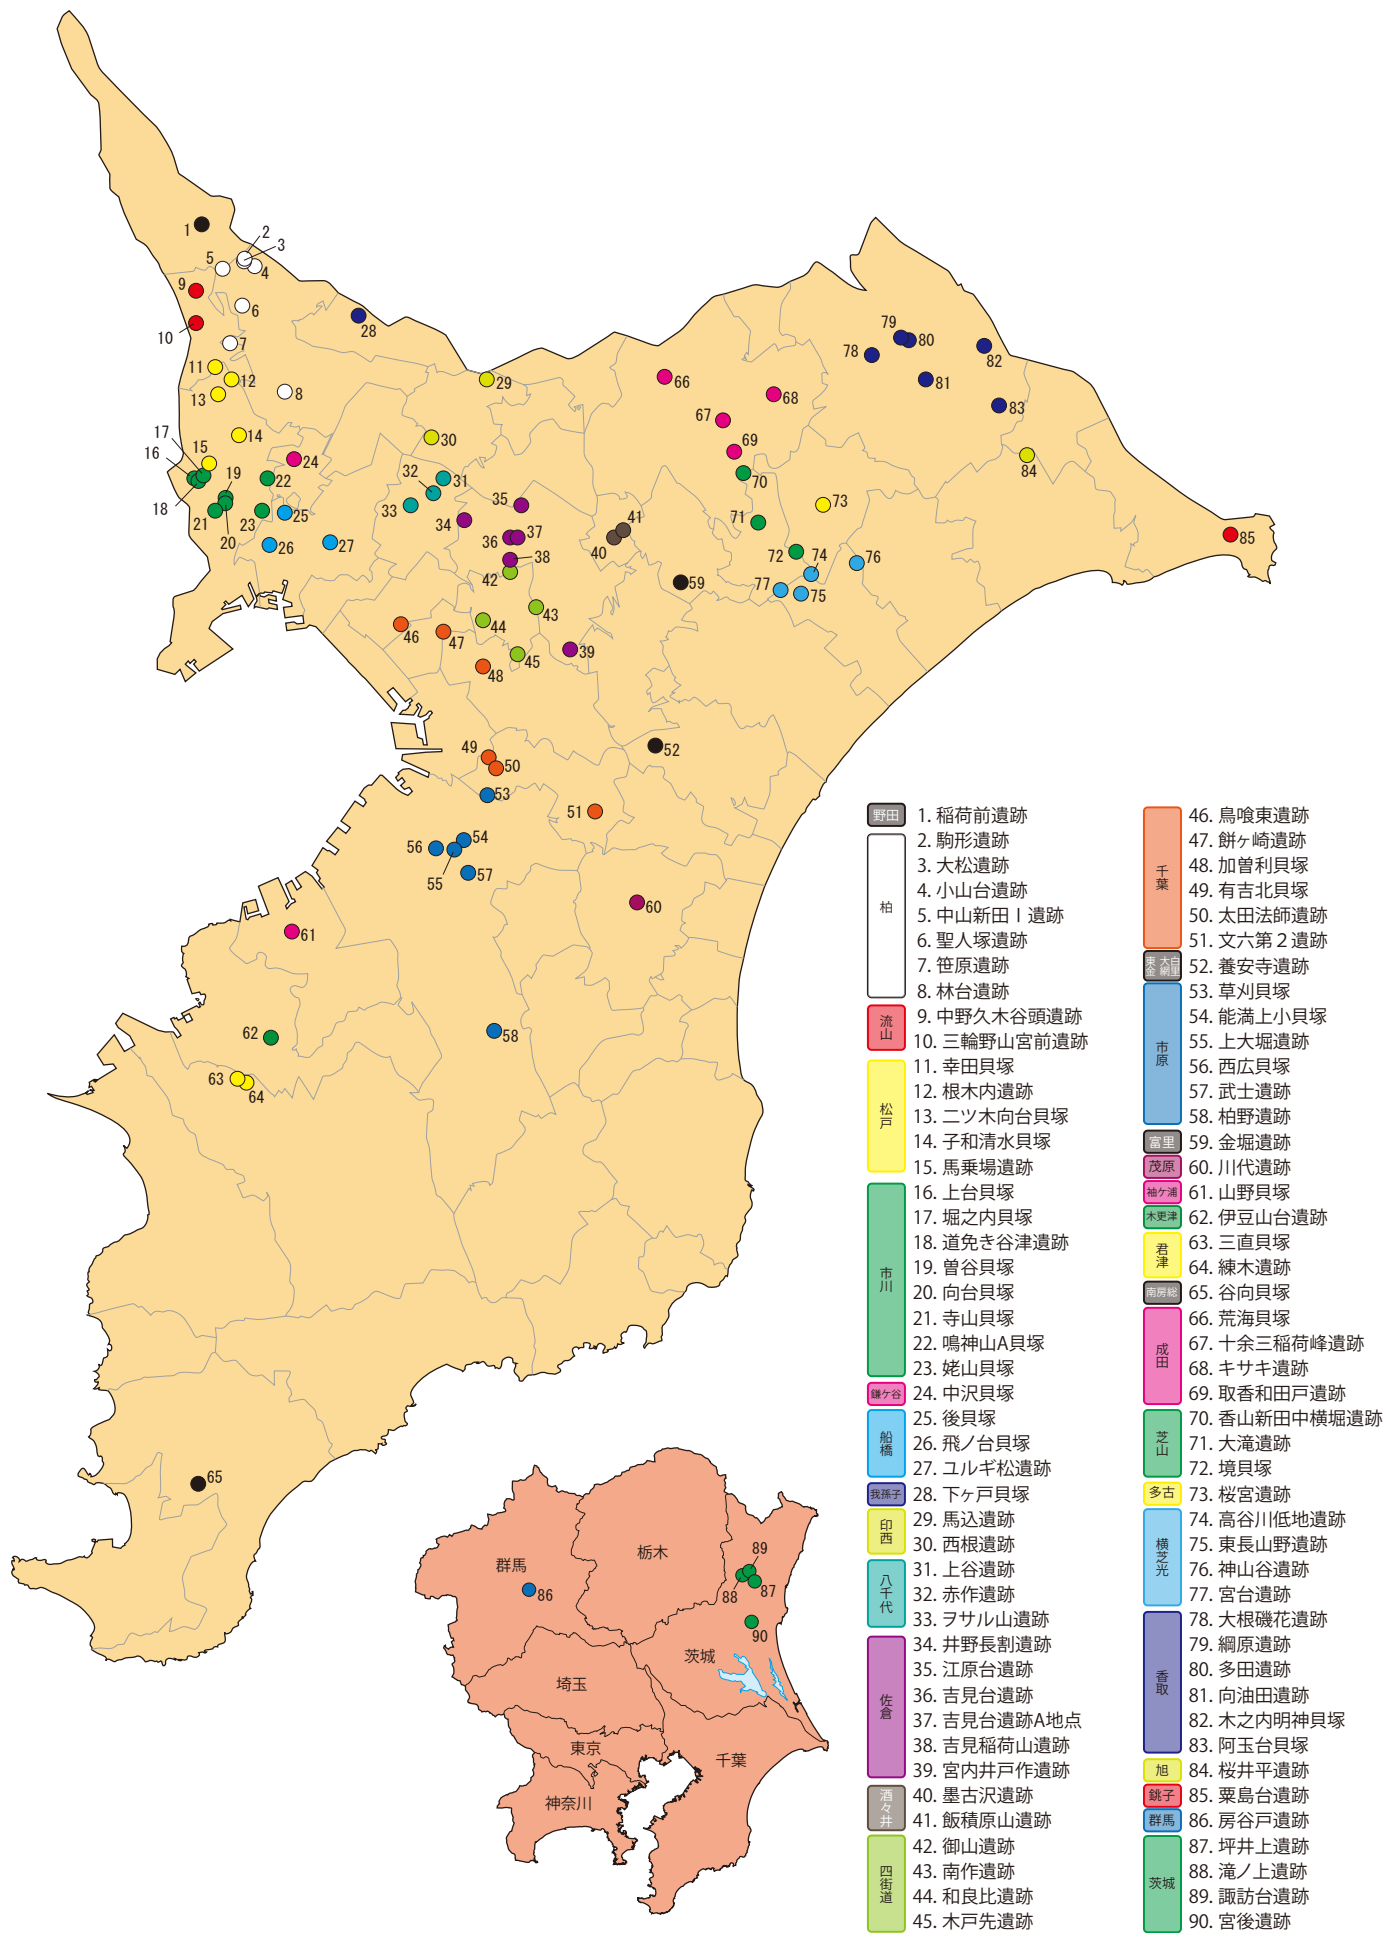 1
2
3
5
4
9
6
10
7
28
11
12
13
8
17
14
16
15
24
19
22
18
21
23
25
20
26
27
29
30
32
31
33
34
35
36
37
38
42
40
41
43
44
45
46
47
48
39
59
66
68
67
69
70
71
72
73
74
76
77
75
79
80
78
81
82
83
84
85
49
50
52
53
51
54
56
55
57
60
61
62
58
63
64
65
群馬
栃木
茨城
埼玉
東京
千葉
神奈川
86
89
88
87
90
野田
1. 稲荷前遺跡
柏
2. 駒形遺跡
3. 大松遺跡
4. 小山台遺跡
5. 中山新田Ⅰ遺跡
6. 聖人塚遺跡
7. 笹原遺跡
8. 林台遺跡
流山
9. 中野久木谷頭遺跡
10. 三輪野山宮前遺跡
松戸
11. 幸田貝塚
12. 根木内遺跡
13. 二ツ木向台貝塚
14. 子和清水貝塚
15. 馬乗場遺跡
市川
16. 上台貝塚
17. 堀之内貝塚
18. 道免き谷津遺跡
19. 曽谷貝塚
20. 向台貝塚
21. 寺山貝塚
22. 鳴神山A貝塚
23. 姥山貝塚
鎌ケ谷
24. 中沢貝塚
船橋
25. 後貝塚
26. 飛ノ台貝塚
27. ユルギ松遺跡
我孫子
28. 下ヶ戸貝塚
印西
29. 馬込遺跡
30. 西根遺跡
八千代
31. 上谷遺跡
32. 赤作遺跡
33. ヲサル山遺跡
佐倉
34. 井野長割遺跡
35. 江原台遺跡
36. 吉見台遺跡
37. 吉見台遺跡A地点
38. 吉見稲荷山遺跡
39. 宮内井戸作遺跡
酒々井
40. 墨古沢遺跡
41. 飯積原山遺跡
四街道
42. 御山遺跡
43. 南作遺跡
44. 和良比遺跡
45. 木戸先遺跡
千葉
46. 鳥喰東遺跡
47. 餅ヶ崎遺跡
48. 加曽利貝塚
49. 有吉北貝塚
50. 太田法師遺跡
51. 文六第２遺跡
東金 大網白里
52. 養安寺遺跡
市原
53. 草刈貝塚
54. 能満上小貝塚
55. 上大堀遺跡
56. 西広貝塚
57. 武士遺跡
58. 柏野遺跡
富里
59. 金堀遺跡
茂原
60. 川代遺跡
袖ケ浦
61. 山野貝塚
木更津
62. 伊豆山台遺跡
君津
63. 三直貝塚
64. 練木遺跡
南房総
65. 谷向貝塚
成田
66. 荒海貝塚
67. 十余三稲荷峰遺跡
68. キサキ遺跡
69. 取香和田戸遺跡
芝山
70. 香山新田中横堀遺跡
71. 大滝遺跡
72. 境貝塚
多古
73. 桜宮遺跡
横芝光
74. 高谷川低地遺跡
75. 東長山野遺跡
76. 神山谷遺跡
77. 宮台遺跡
香取
78. 大根磯花遺跡
79. 綱原遺跡
80. 多田遺跡
81. 向油田遺跡
82. 木之内明神貝塚
83. 阿玉台貝塚
旭
84. 桜井平遺跡
銚子
85. 粟島台遺跡
群馬
86. 房谷戸遺跡
茨城
87. 坪井上遺跡
88. 滝ノ上遺跡
89. 諏訪台遺跡
90. 宮後遺跡